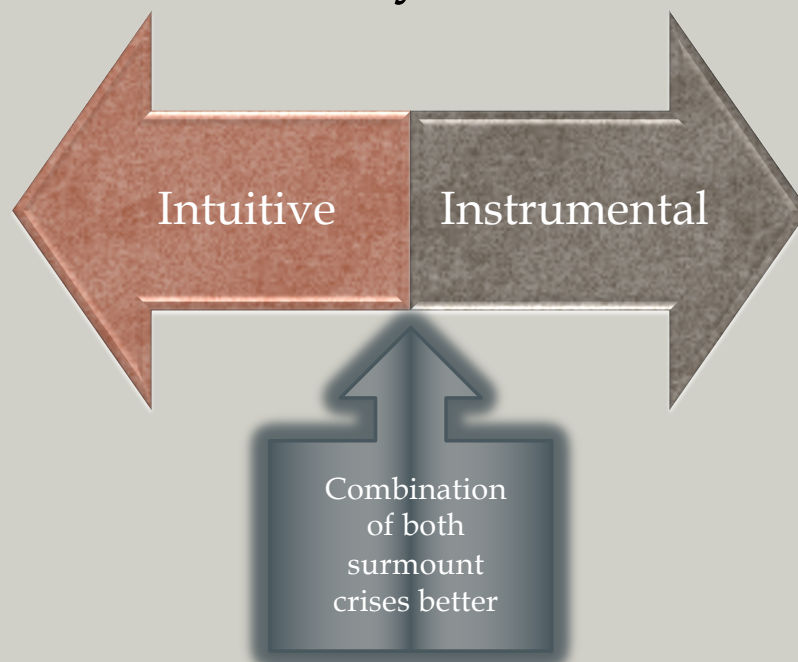 Intuitive
Instrumental
Combination
of both
surmount
crises better